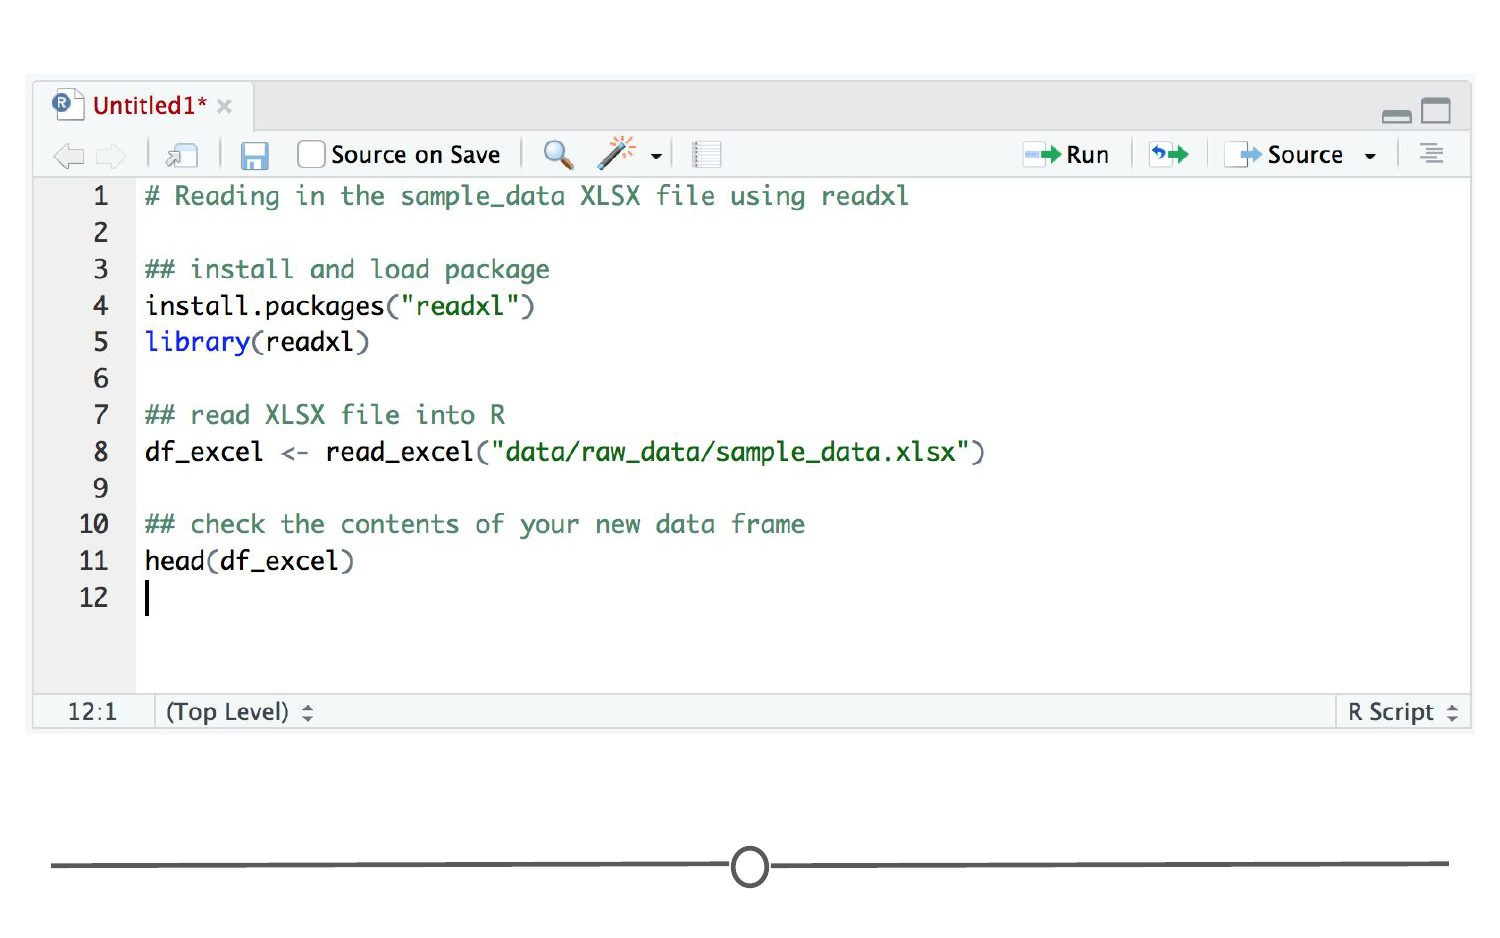 R Untitled1*
Source on Save Run Source
1 # Reading in the sample_data XLSX file using readxl
2
3 ## install and load package
4 install.packages("readxl")
5 library(readxl)
6
7 ## read XLSX file into R
8 df_excel <- read_excel("data/raw_data/sample_data.xlsx")
9
10 ## check the contents of your new data frame
11 head(df_excel)
12
12:1 (Top Level) R Script